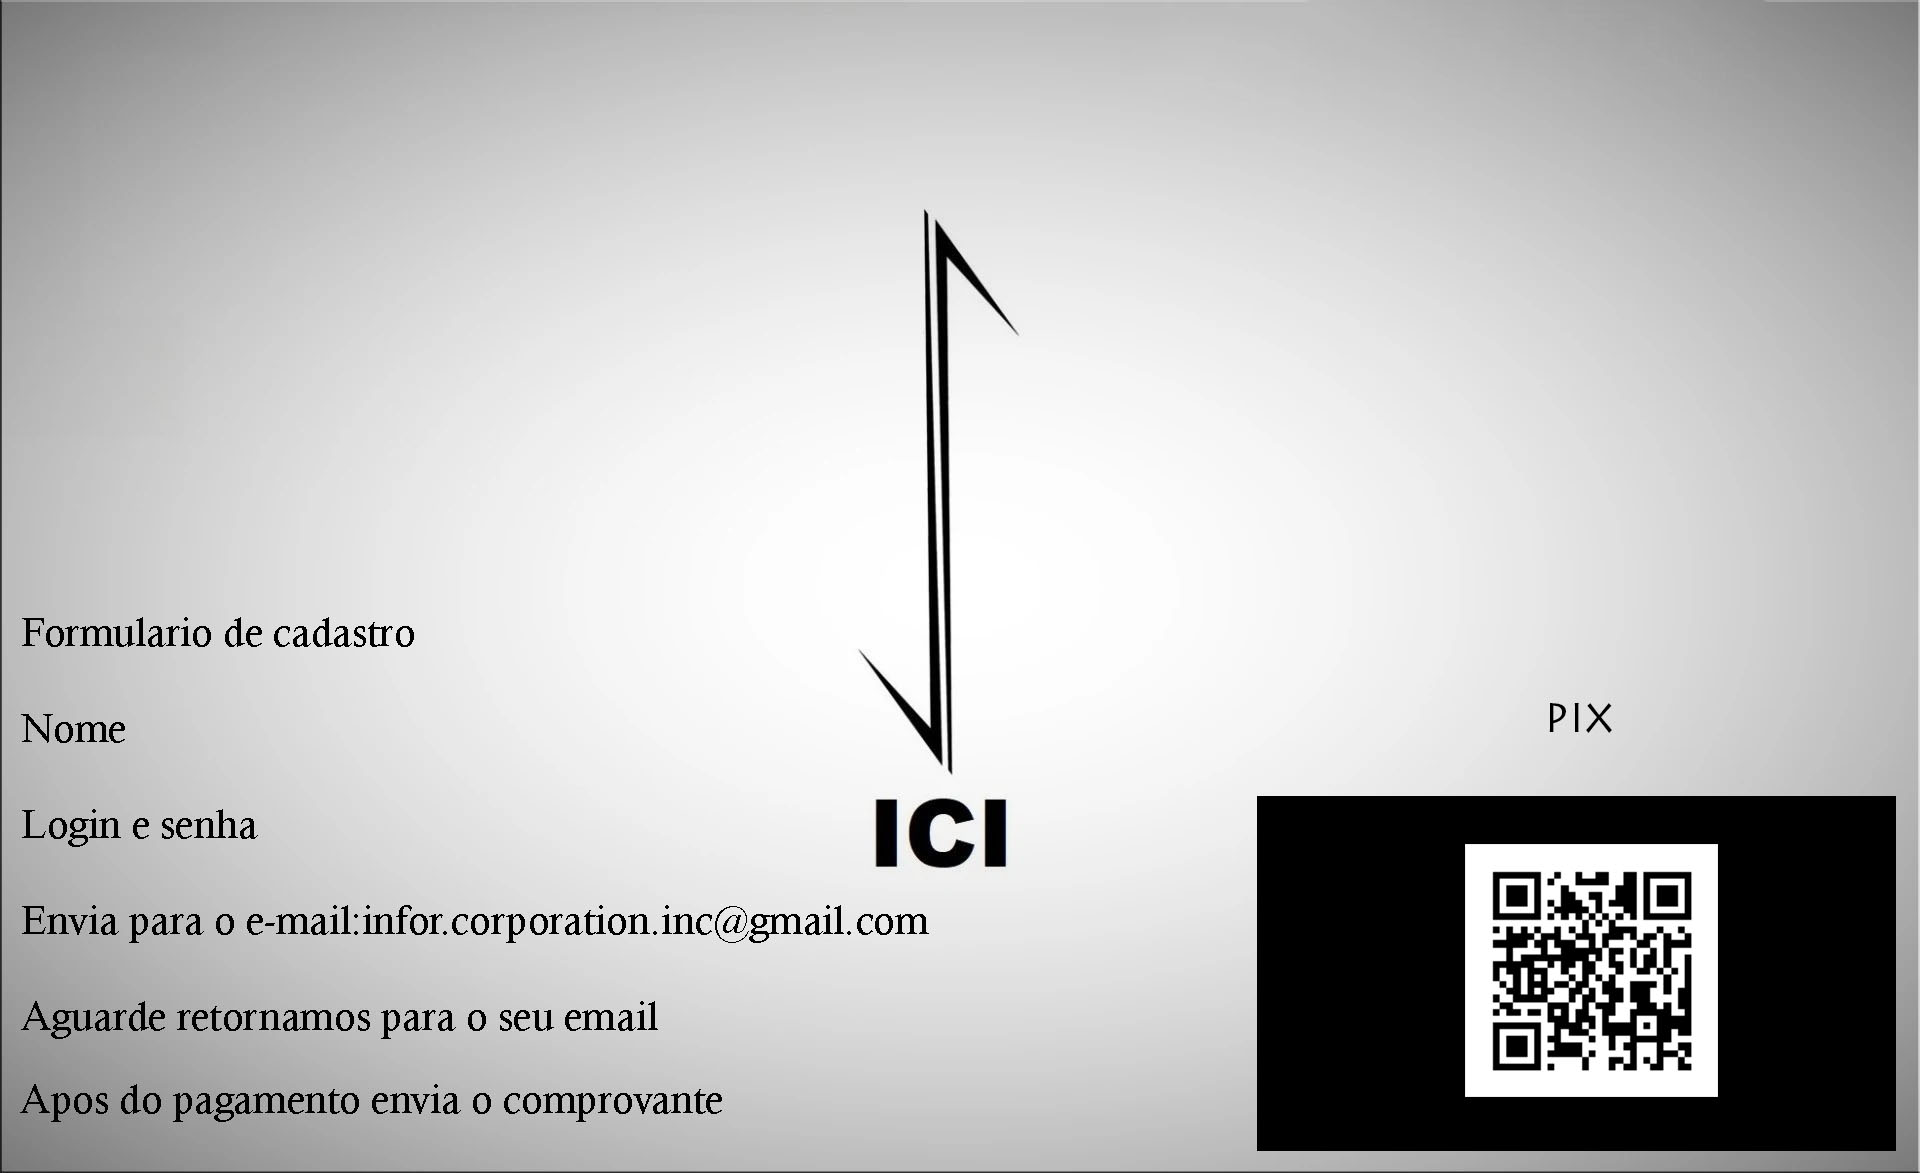 Formulario de cadastro
Nome
Login e senha
Envia para o e-mail:infor.corporation.inc@gmail.com
Aguarde retornamos para o seu email
Apos do pagamento envia o comprovante
ICI
PIX